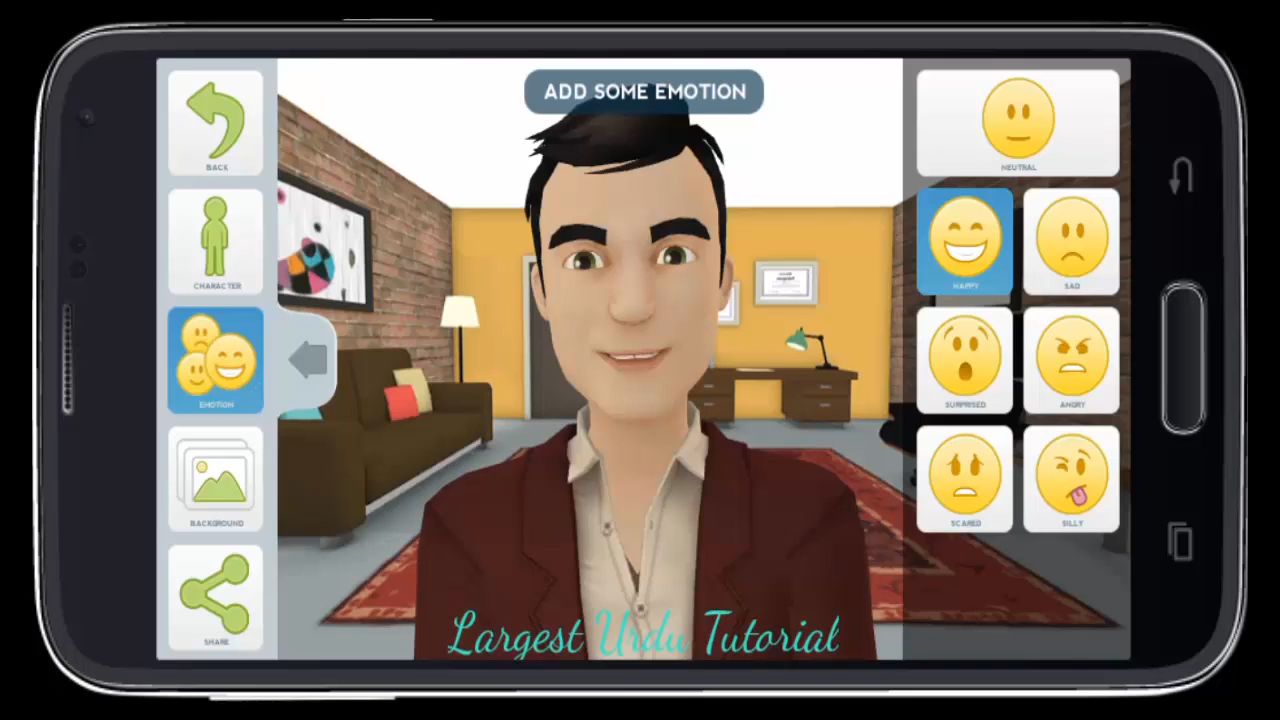 ADD SOME EMOTION
BACK
CHARACTER
EMOTION
BACKGROUND
SHARE
NEUTRAL
HAPPY
SAD
SURPRISED
ANGRY
SCARED
SILLY
Largest Urdu Tutorial